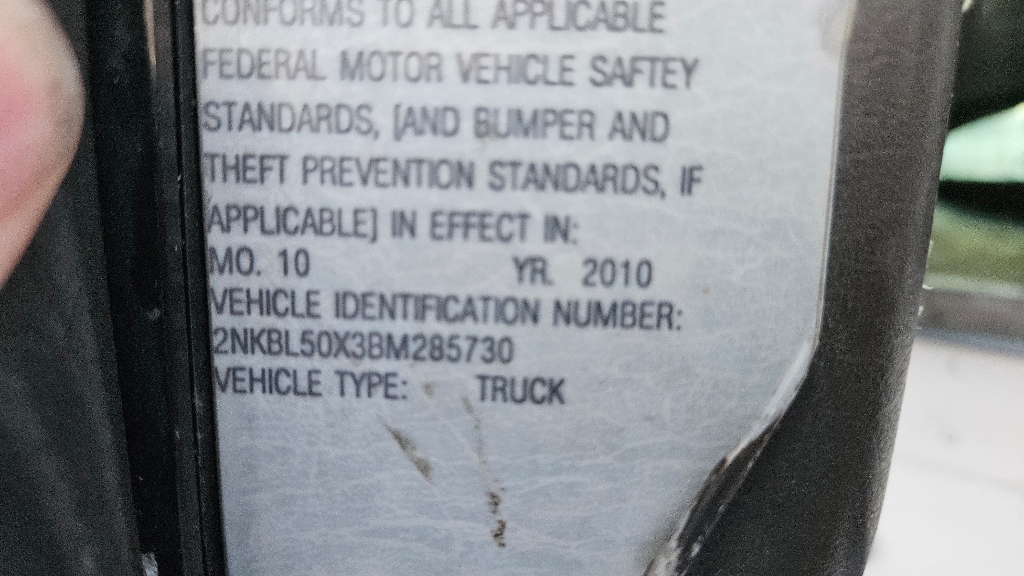 CONFORMS TO ALL APPLICABLE
FEDERAL MOTOR VEHICLE SAFTEY
STANDARDS, [AND BUMPER AND
THEFT PREVENTION STANDARDS, IF
APPLICABLE] IN EFFECT IN:
MO. 10 YR. 2010
VEHICLE IDENTIFICATION NUMBER:
2NKBL50X3BM285730
VEHICLE TYPE: TRUCK